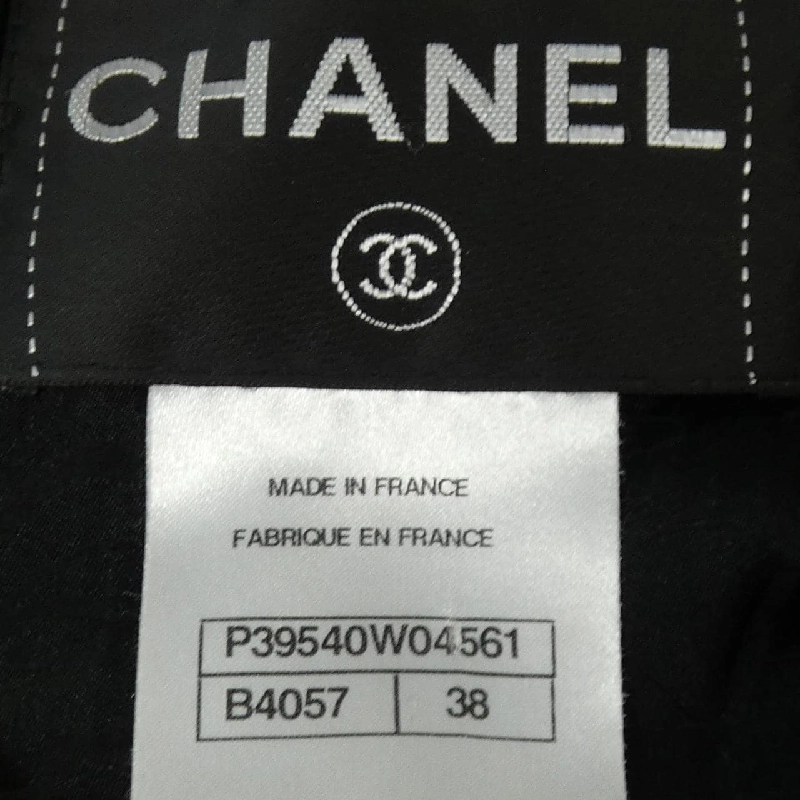 CHANEL
MADE IN FRANCE
FABRIQUE EN FRANCE
P39540W04561
B4057 38